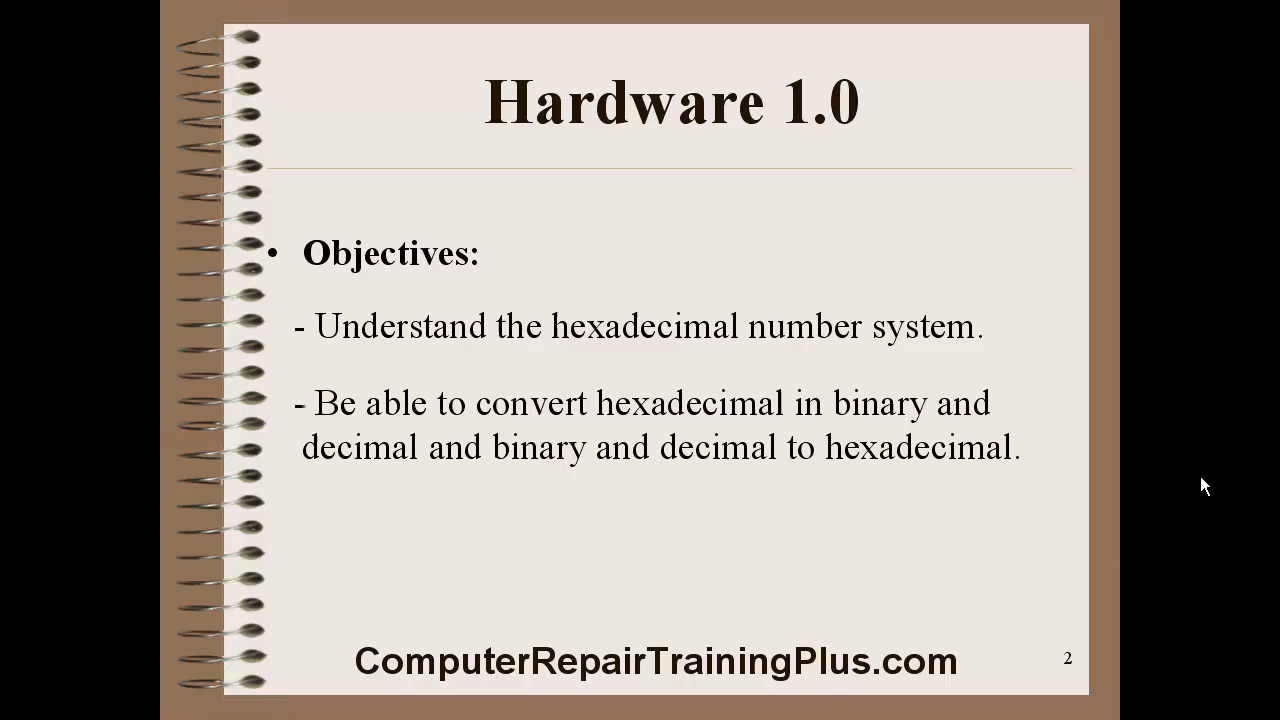 Hardware 1.0
• Objectives:
- Understand the hexadecimal number system.
- Be able to convert hexadecimal in binary and
decimal and binary and decimal to hexadecimal.
ComputerRepairTrainingPlus.com
2